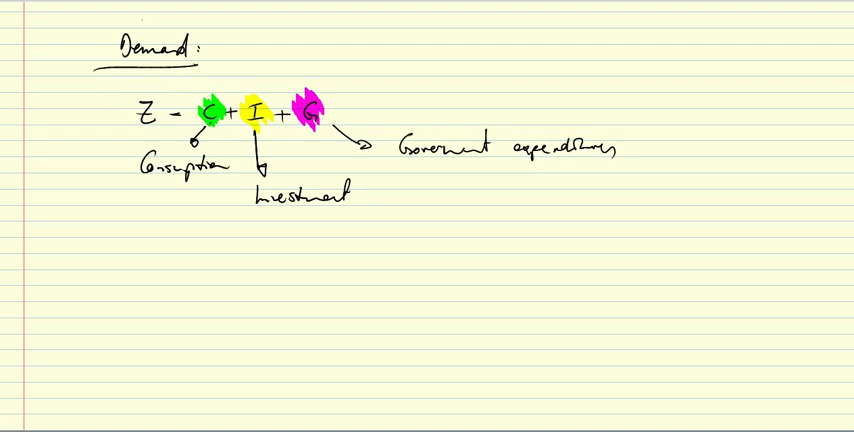 Demand:
Z = C + I + G
Consumption
Government expenditures
Investment